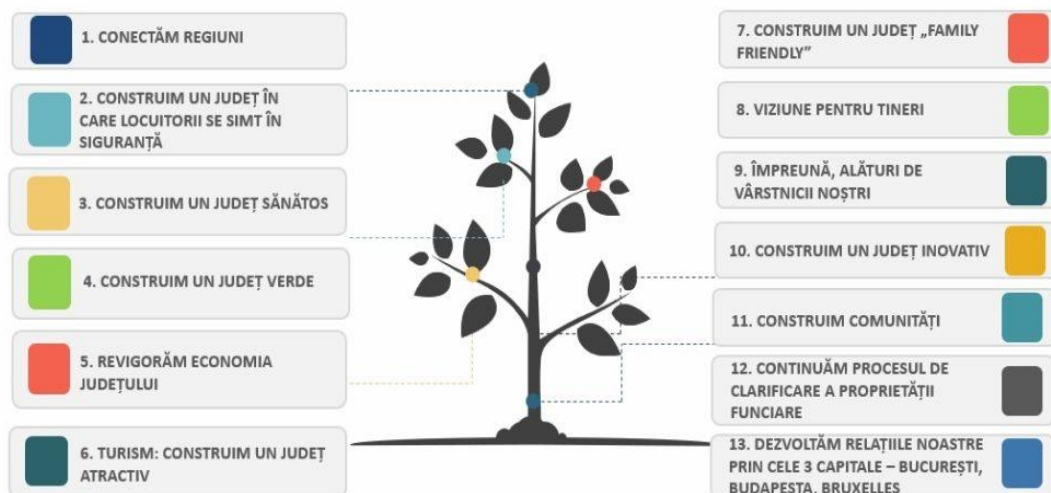 1. CONECTĂM REGIUNI
2. CONSTRUIM UN JUDEȚ ÎN
CARE LOCUITORII SE SIMT ÎN
SIGURANȚĂ
3. CONSTRUIM UN JUDEȚ SĂNĂTOS
4. CONSTRUIM UN JUDEȚ VERDE
5. REVIGORĂM ECONOMIA
JUDEȚULUI
6. TURISM: CONSTRUIM UN JUDEȚ
ATRACTIV
7. CONSTRUIM UN JUDEȚ „FAMILY
FRIENDLY”
8. VIZIUNE PENTRU TINERI
9. ÎMPREUNĂ, ALĂTURI DE
VÂRSTNICII NOȘTRI
10. CONSTRUIM UN JUDEȚ INOVATIV
11. CONSTRUIM COMUNITĂȚI
12. CONTINUĂM PROCESUL DE
CLARIFICARE A PROPRIETĂȚII
FUNCIARE
13. DEZVOLTĂM RELAȚIILE NOASTRE
PRIN CELE 3 CAPITALE – BUCUREȘTI,
BUDAPESTA, BRUXELLES